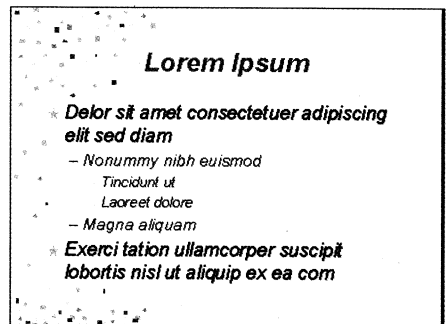 Lorem Ipsum
Delor sit amet consectetuer adipiscing
elit sed diam
– Nonummy nibh euismod
Tincidunt ut
Laoreet dolore
– Magna aliquam
Exerci tation ullamcorper suscipit
lobortis nisl ut aliquip ex ea com